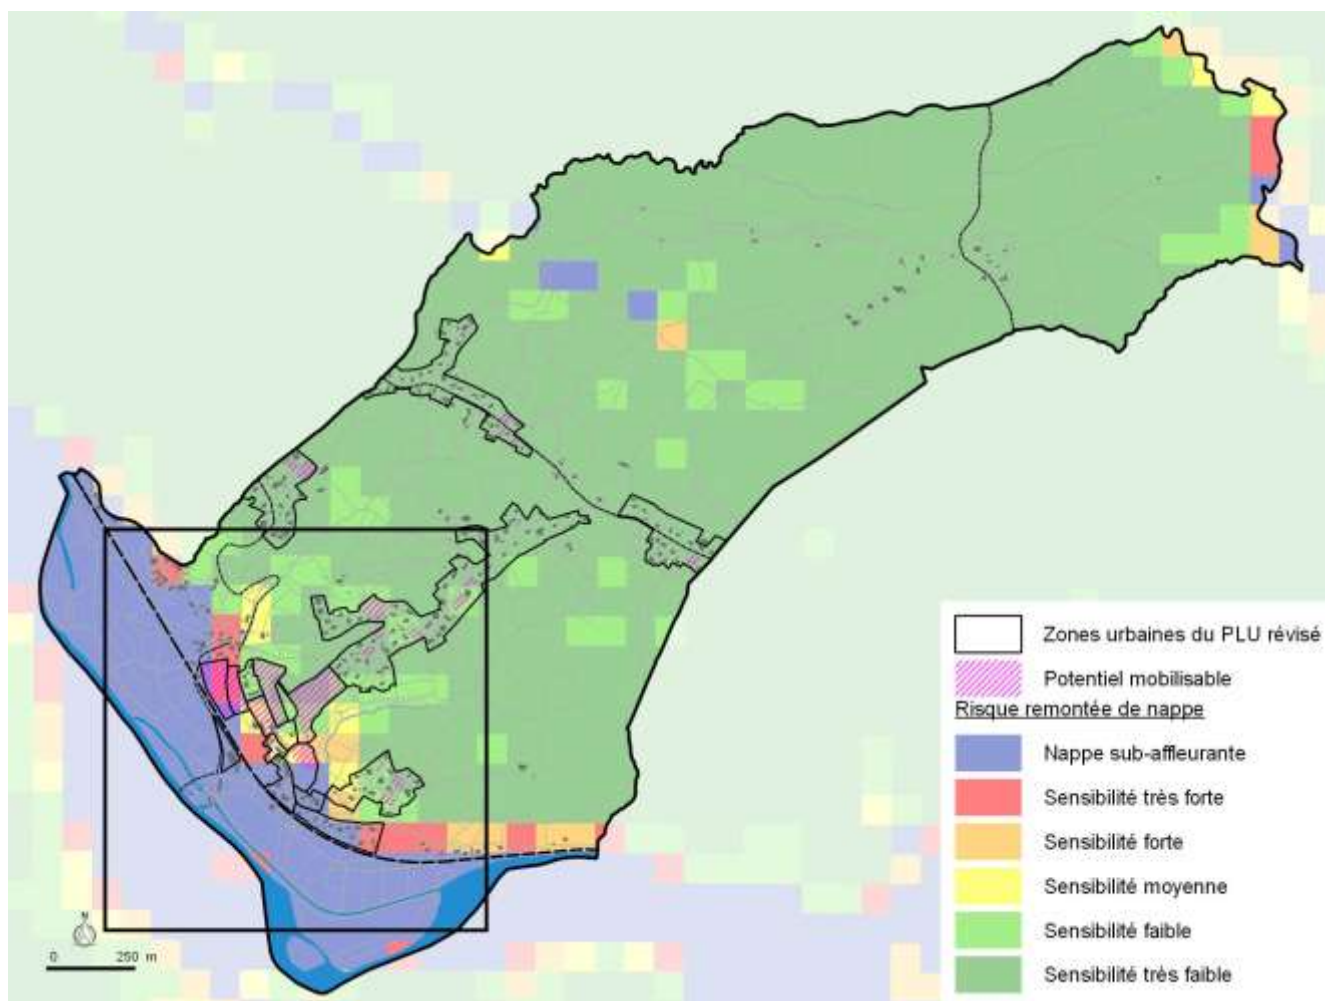 Zones urbaines du PLU révisé
Potentiel mobilisable
Risque remontée de nappe
Nappe sub-affleurante
Sensibilité très forte
Sensibilité forte
Sensibilité moyenne
Sensibilité faible
Sensibilité très faible
N
0 250 m